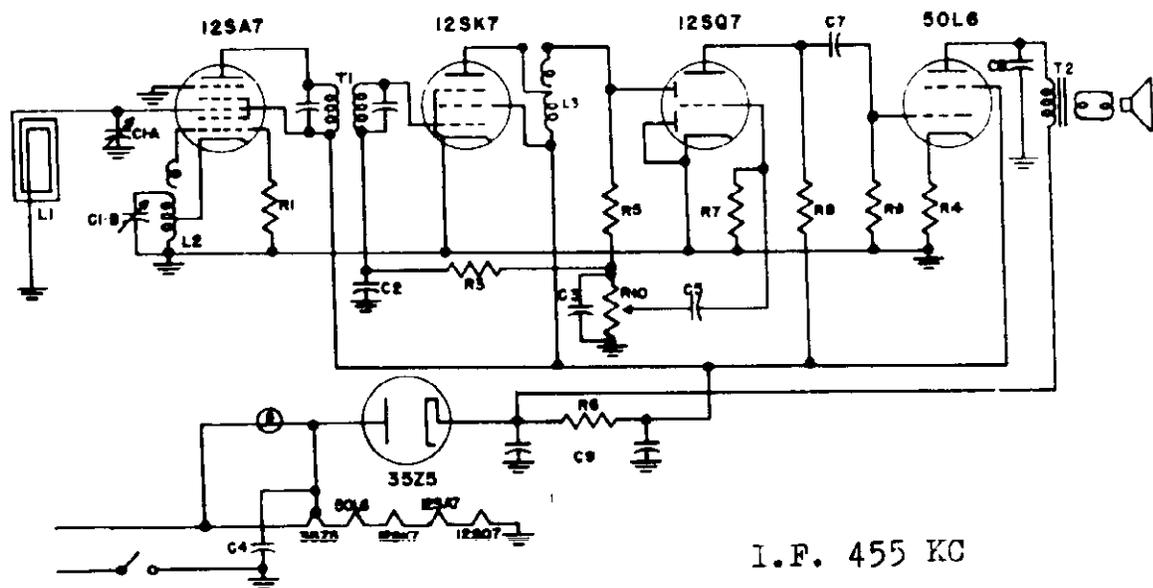 12SA7
12SK7
12SQ7
C7
50L6
C8
T2
T1
L3
C1A
R1
C1-B
L2
L1
R5
R7
R8
R9
R4
C2
R3
C3
R10
C5
R6
C9
35Z5
50L6
12SA7
35Z5
12SK7
12SQ7
C4
I.F. 455 KC